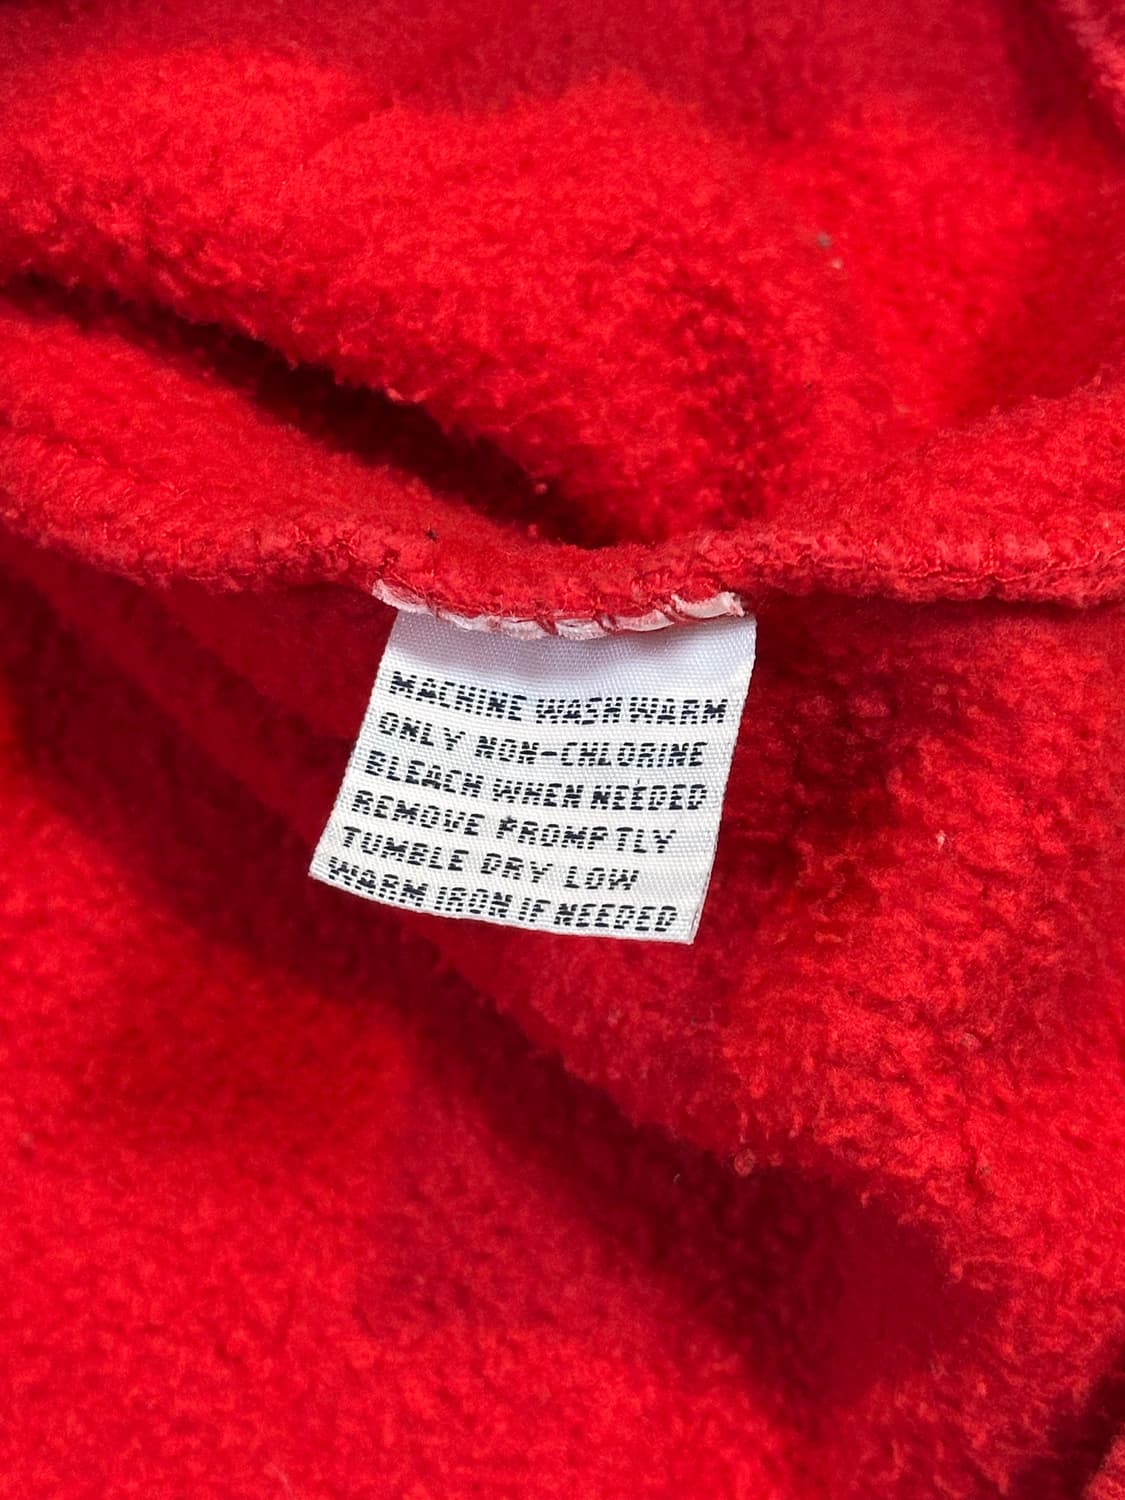 MACHINE WASH WARM
ONLY NON-CHLORINE
BLEACH WHEN NEEDED
REMOVE PROMPTLY
TUMBLE DRY LOW
WARM IRON IF NEEDED